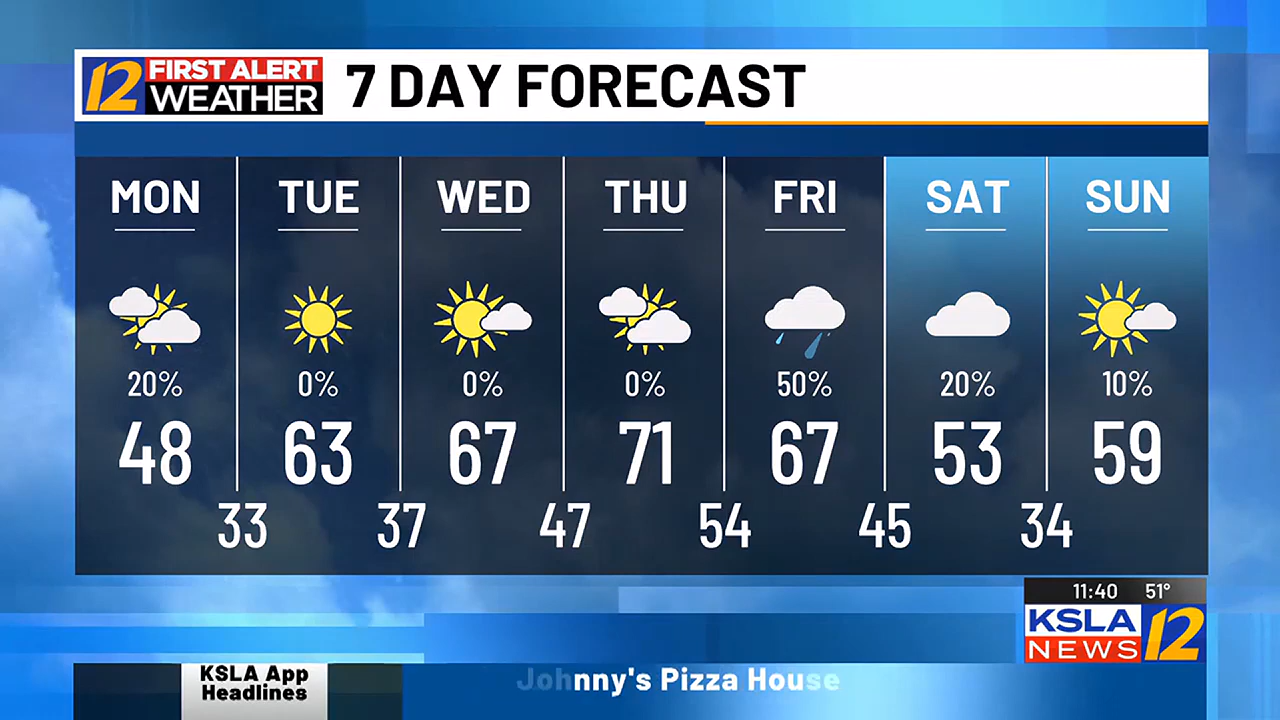 12 FIRST ALERT WEATHER
7 DAY FORECAST
MON TUE WED THU FRI SAT SUN
20% 0% 0% 0% 50% 20% 10%
48 63 67 71 67 53 59
33 37 47 54 45 34
11:40 51°
KSLA
NEWS 12
KSLA App
Headlines
Johnny's Pizza House